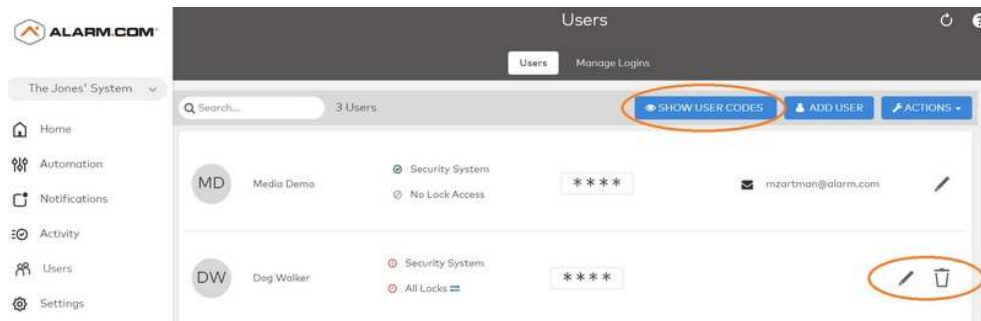 Users
ALARM.COM
Users Manage Logins
The Jones' System
Search... 3 Users SHOW USER CODES ADD USER ACTIONS
Home
Automation
Notifications
Activity
Users
Settings
MD Media Demo Security System **** mzartman@alarm.com
No Lock Access
DW Dog Walker Security System ****
All Locks